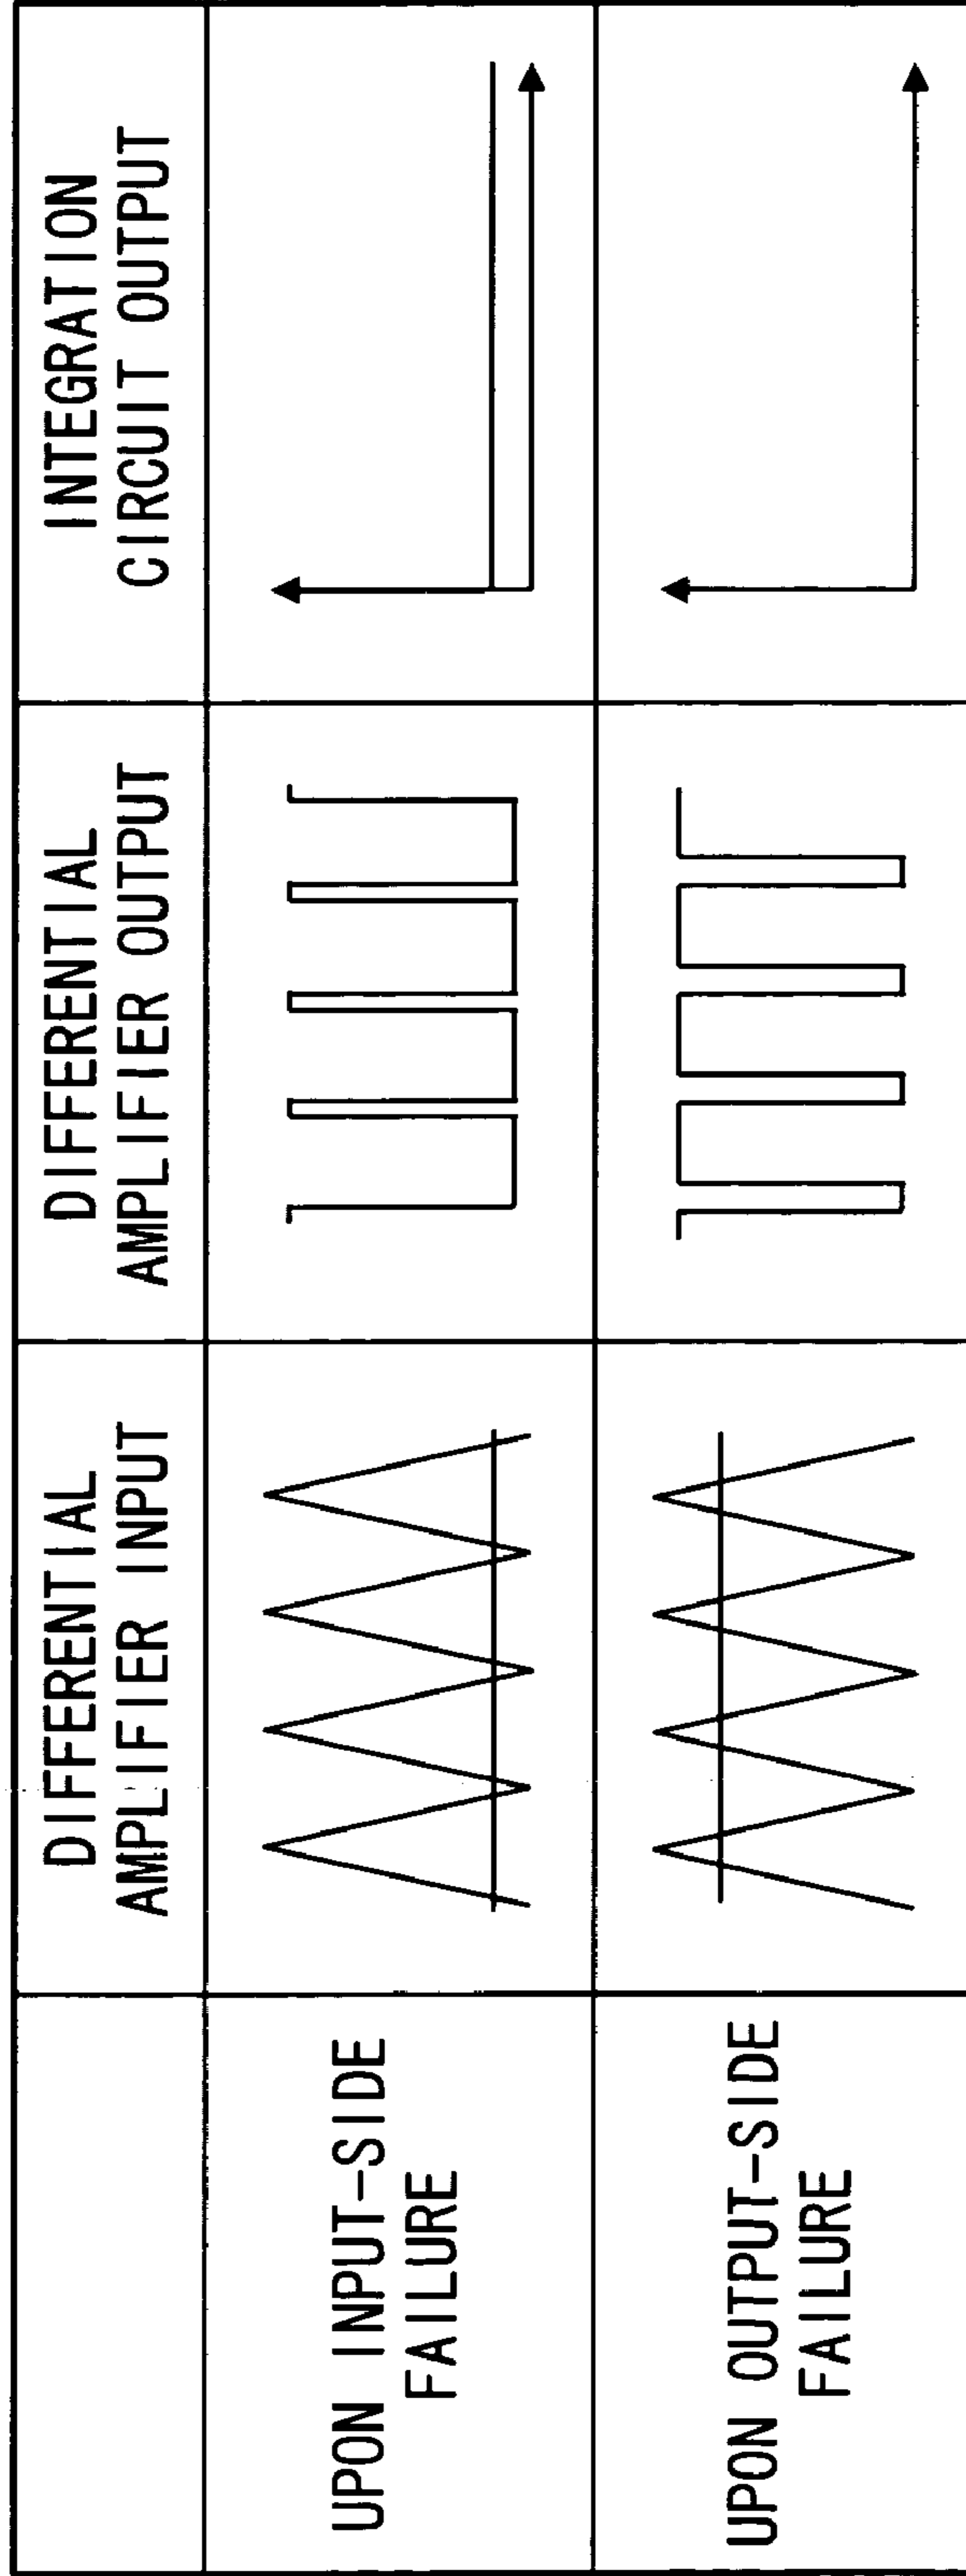 DIFFERENTIAL
AMPLIFIER INPUT
DIFFERENTIAL
AMPLIFIER OUTPUT
INTEGRATION
CIRCUIT OUTPUT
UPON INPUT-SIDE
FAILURE
UPON OUTPUT-SIDE
FAILURE